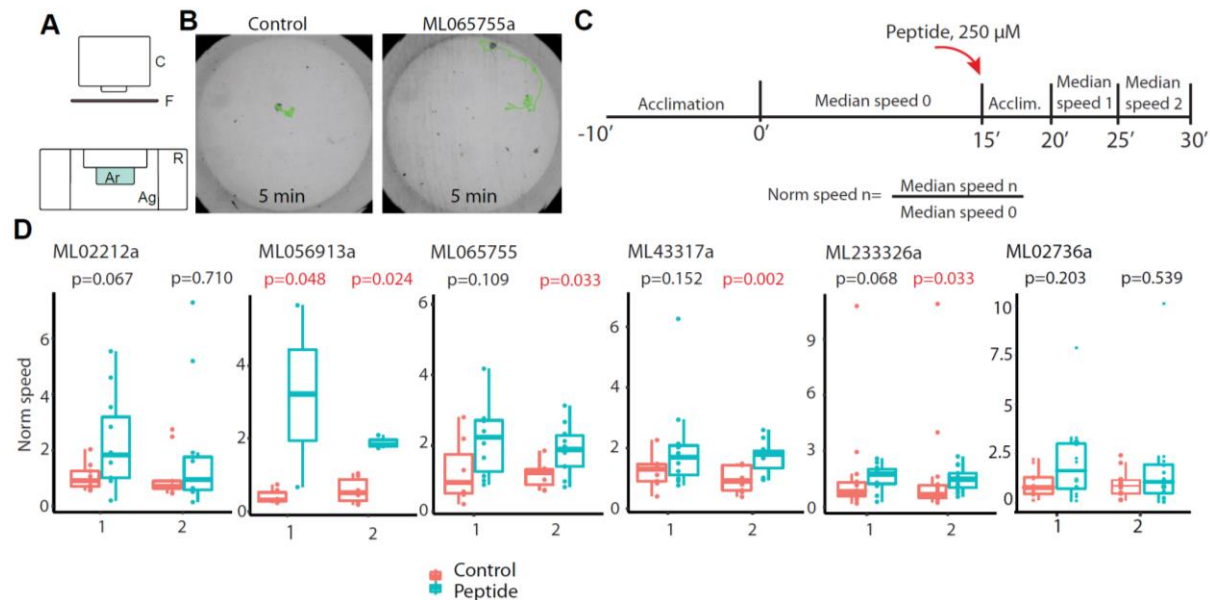 A
C
F
R
Ar
Ag
B
Control
ML065755a
5 min
5 min
C
Peptide, 250 µM
Acclimation
Median speed 0
Acclim.
Median
speed 1
Median
speed 2
-10’
0’
15’
20’
25’
30’
Norm speed n=
Median speed n
Median speed 0
D
ML02212a
p=0.067
p=0.710
Norm speed
6
4
2
0
1
2
ML056913a
p=0.048
p=0.024
4
2
0
1
2
ML065755
p=0.109
p=0.033
6
4
2
0
1
2
ML43317a
p=0.152
p=0.002
6
4
2
0
1
2
ML233326a
p=0.068
p=0.033
9
6
3
0
1
2
ML02736a
p=0.203
p=0.539
10
7.5
5.0
2.5
0
1
2
Control
Peptide